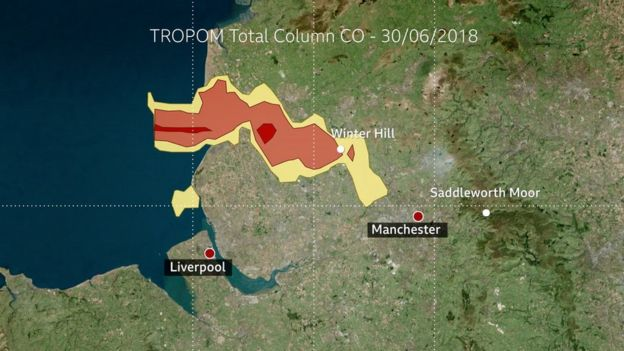 TROPOM Total Column CO - 30/06/2018
Winter Hill
Saddleworth Moor
Manchester
Liverpool